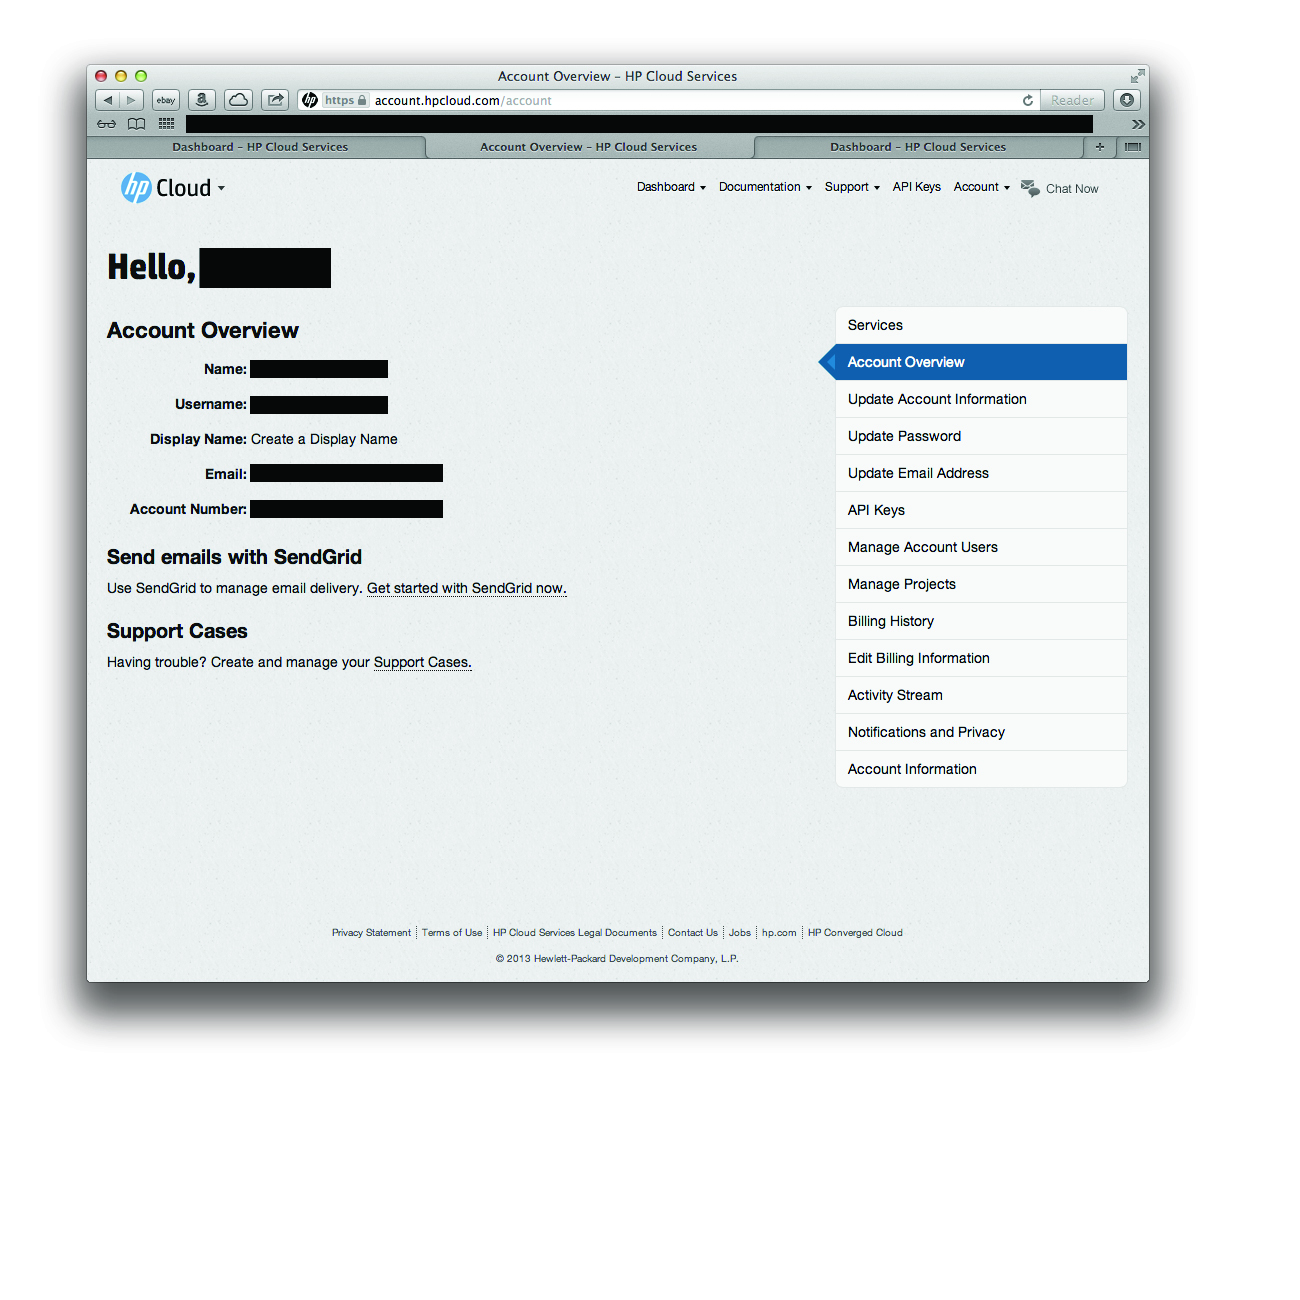 Account Overview – HP Cloud Services
ebay
hp https account.hpcloud.com/account Reader
Dashboard – HP Cloud Services Account Overview – HP Cloud Services Dashboard – HP Cloud Services +
hp Cloud Dashboard Documentation Support API Keys Account Chat Now
Hello,
Account Overview
Name:
Username:
Display Name: Create a Display Name
Email:
Account Number:
Send emails with SendGrid
Use SendGrid to manage email delivery. Get started with SendGrid now.
Support Cases
Having trouble? Create and manage your Support Cases.
Services
Account Overview
Update Account Information
Update Password
Update Email Address
API Keys
Manage Account Users
Manage Projects
Billing History
Edit Billing Information
Activity Stream
Notifications and Privacy
Account Information
Privacy Statement Terms of Use HP Cloud Services Legal Documents Contact Us Jobs hp.com HP Converged Cloud
© 2013 Hewlett-Packard Development Company, L.P.